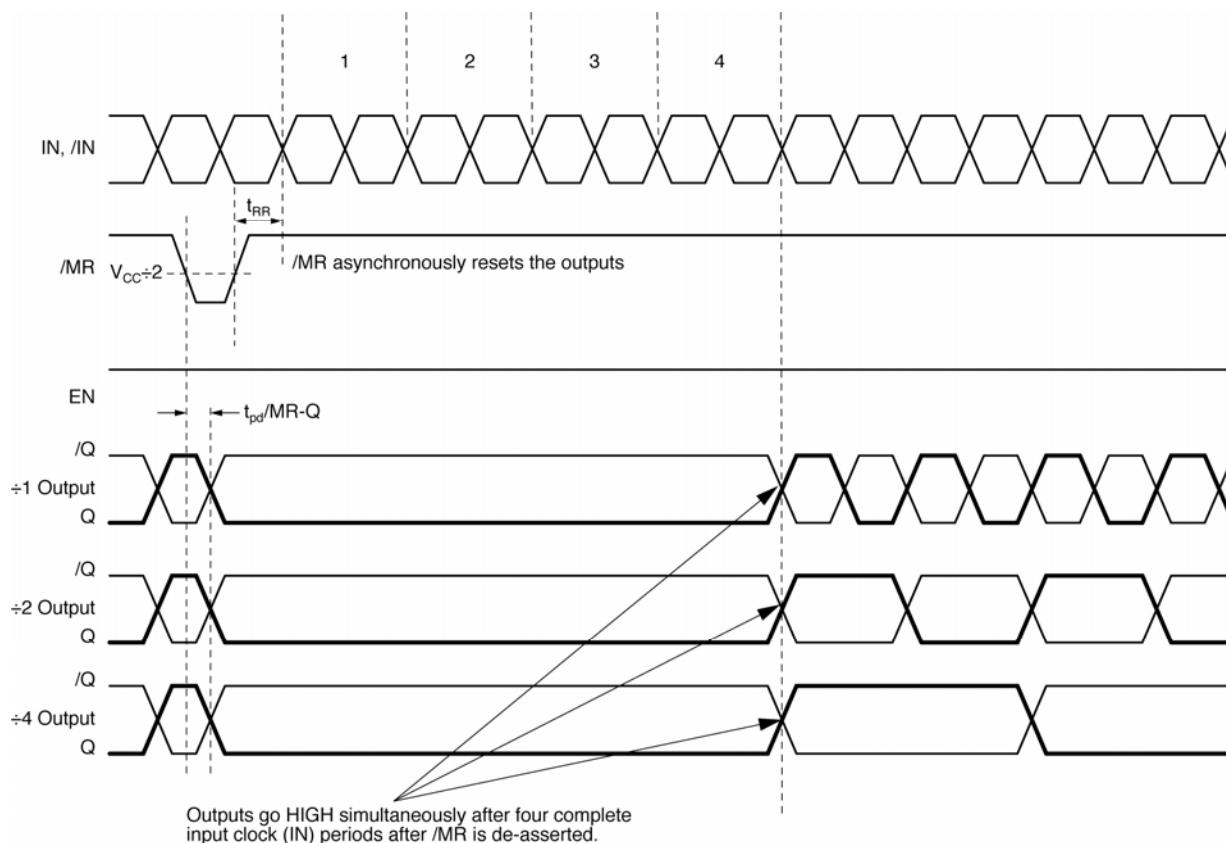 1 2 3 4
IN, /IN
tRR
/MR
VCC÷2
/MR asynchronously resets the outputs
EN
tpd/MR-Q
/Q
÷1 Output
Q
/Q
÷2 Output
Q
/Q
÷4 Output
Q
Outputs go HIGH simultaneously after four complete
input clock (IN) periods after /MR is de-asserted.